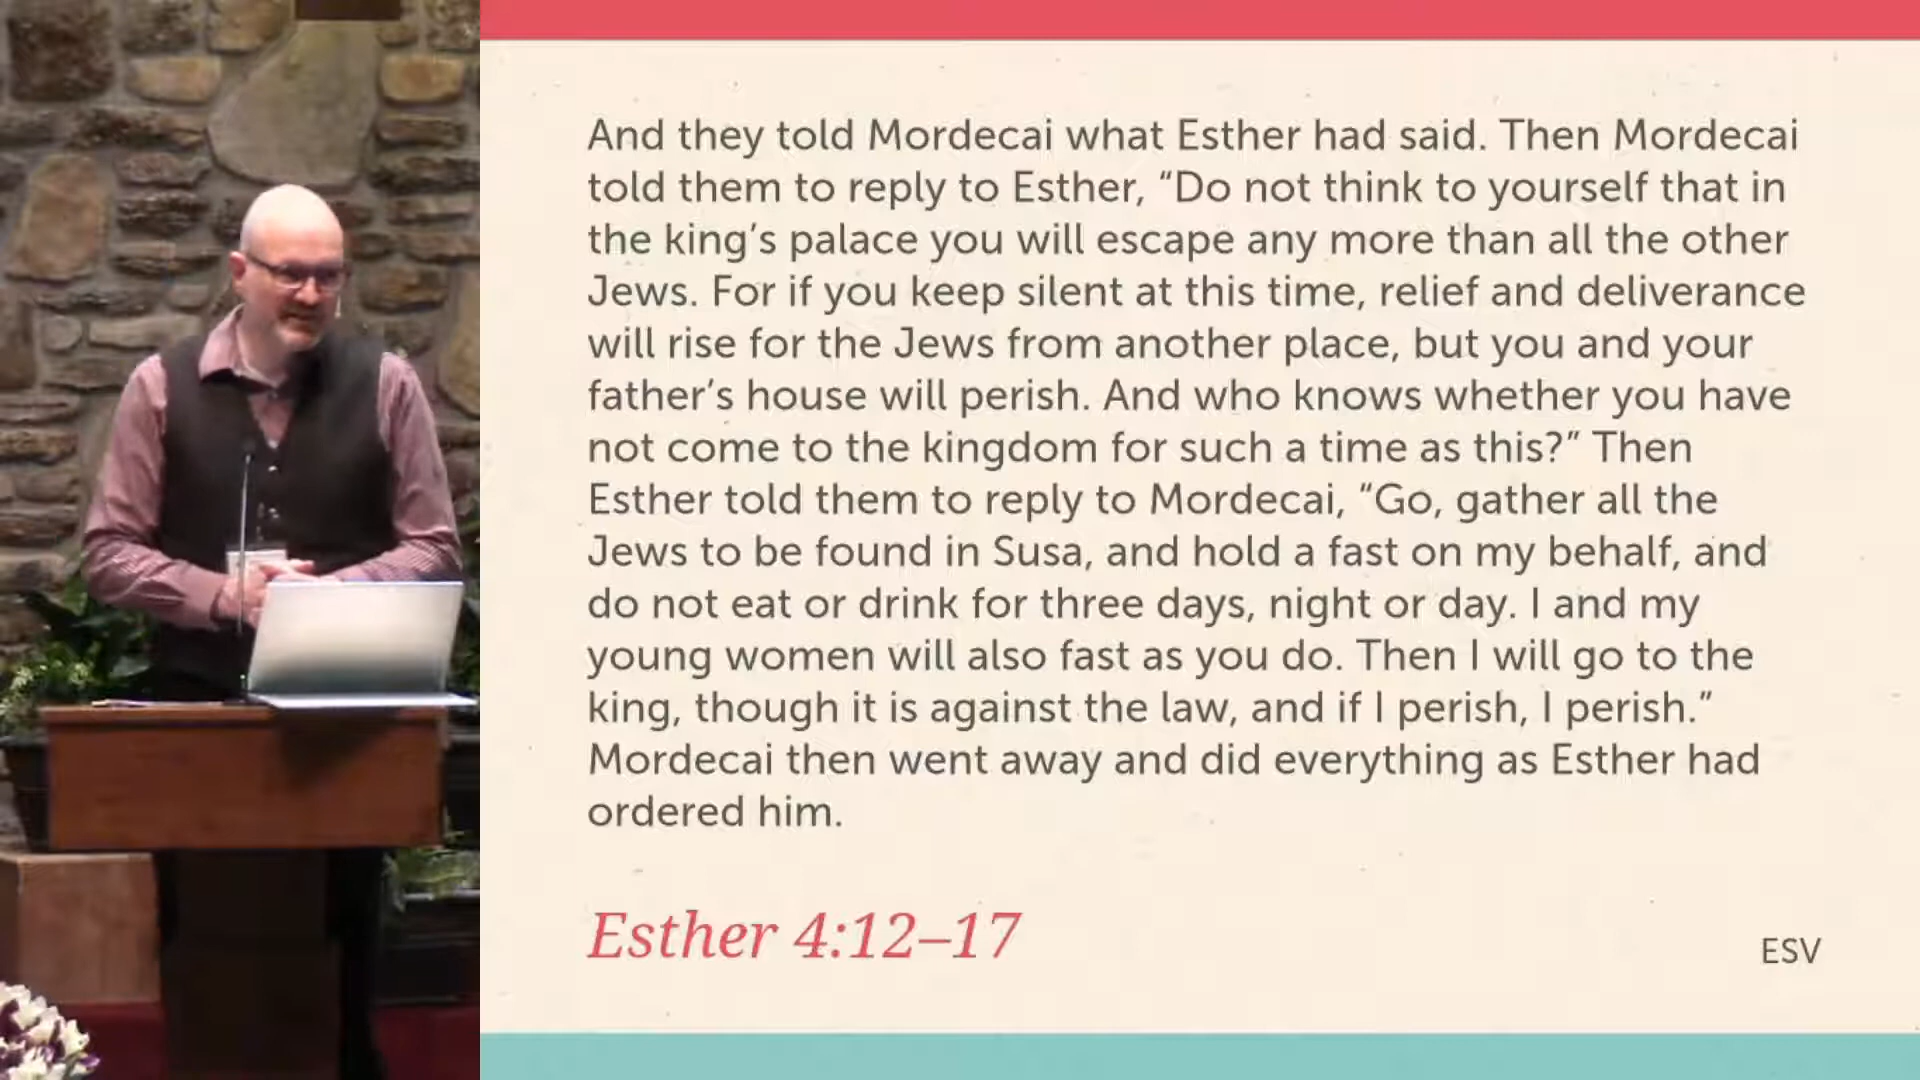 And they told Mordecai what Esther had said. Then Mordecai
told them to reply to Esther, “Do not think to yourself that in
the king’s palace you will escape any more than all the other
Jews. For if you keep silent at this time, relief and deliverance
will rise for the Jews from another place, but you and your
father’s house will perish. And who knows whether you have
not come to the kingdom for such a time as this?” Then
Esther told them to reply to Mordecai, “Go, gather all the
Jews to be found in Susa, and hold a fast on my behalf, and
do not eat or drink for three days, night or day. I and my
young women will also fast as you do. Then I will go to the
king, though it is against the law, and if I perish, I perish.”
Mordecai then went away and did everything as Esther had
ordered him.
Esther 4:12–17
ESV